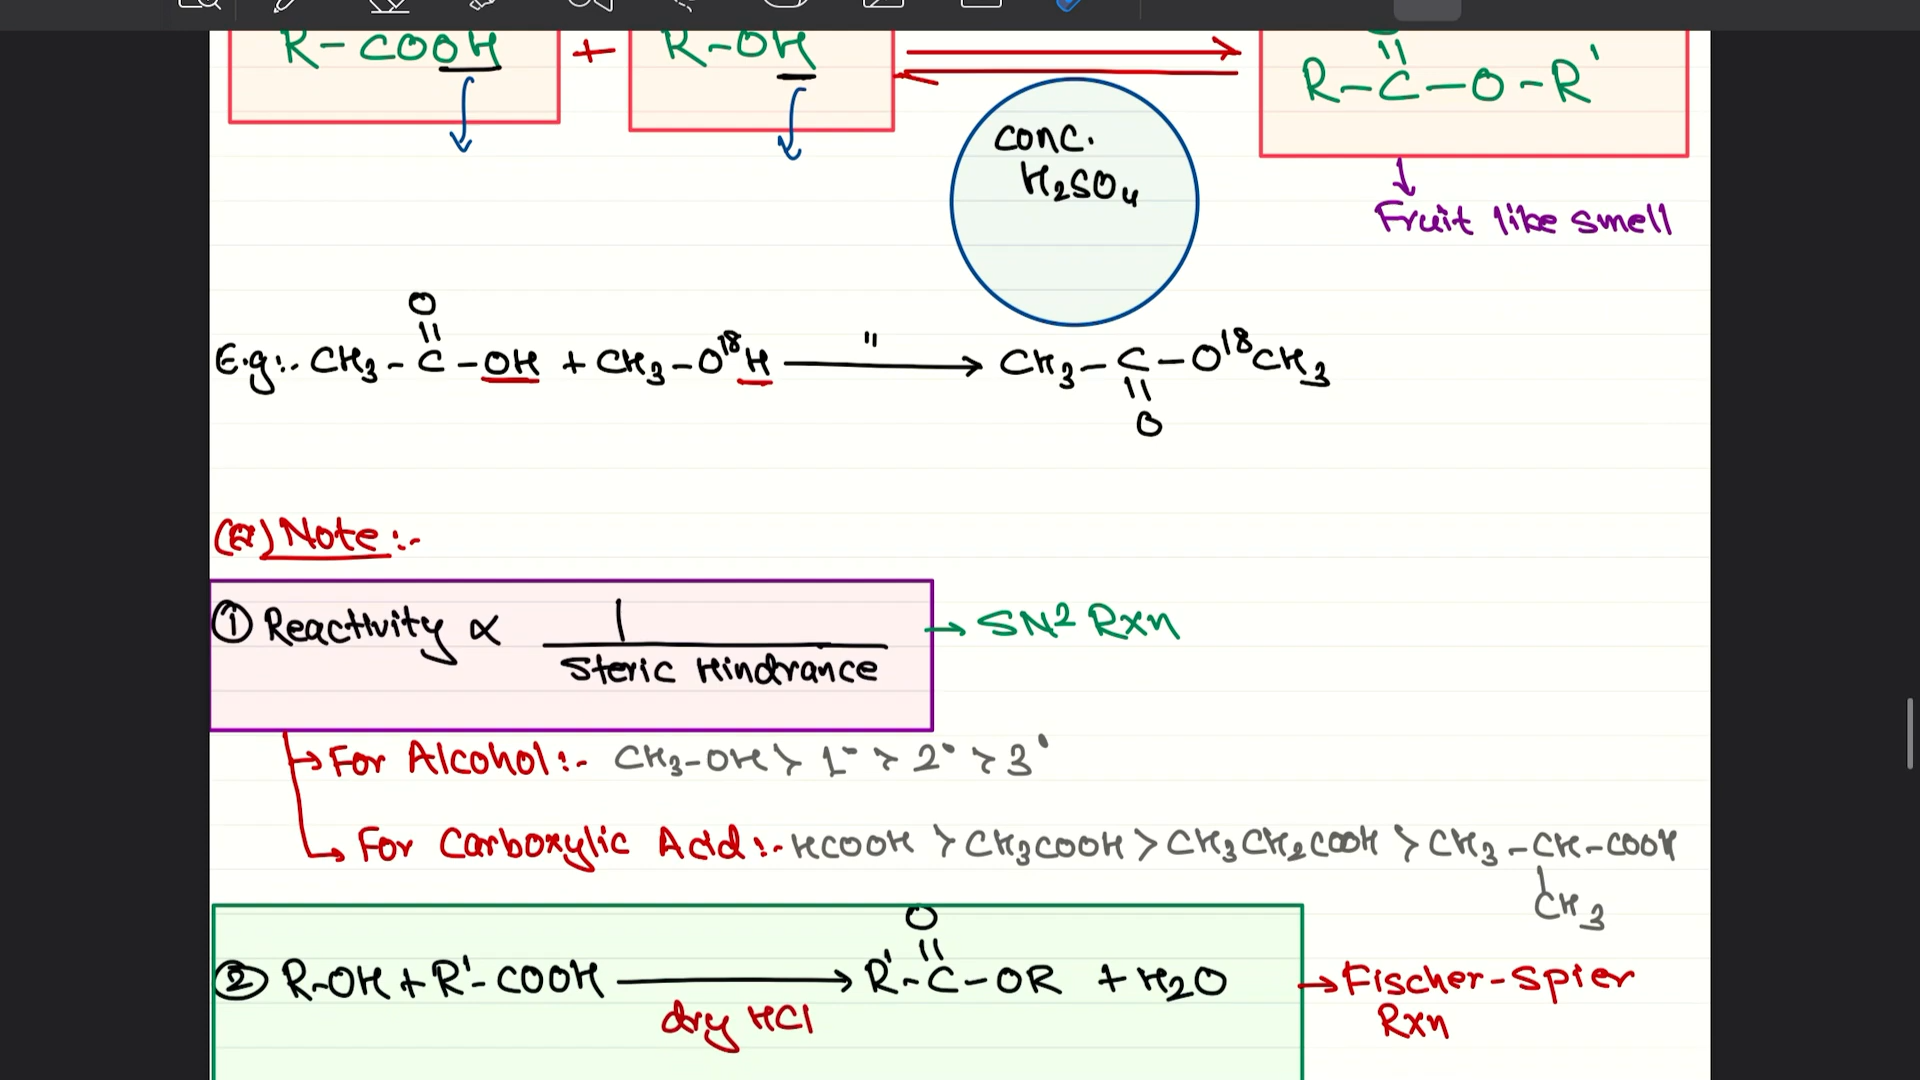 R-COOH + R-OH ⇌ R-C-O-R'
||
conc.
H₂SO₄
Fruit like smell
O
||
E.g:- CH₃-C-OH + CH₃-O¹⁸H —"→ CH₃-C-O¹⁸CH₃
||
O
(☆) Note:-
① Reactivity ∝ 1 / Steric Hindrance → SN² Rxn
→ For Alcohol:- CH₃-OH > 1° > 2° > 3°
→ For Carboxylic Acid:- HCOOH > CH₃COOH > CH₃CH₂COOH > CH₃-CH-COOH
|
CH₃
O
||
② R-OH + R'-COOH ⟶ R'-C-OR + H₂O → Fischer-Spier
dry HCl
Rxn